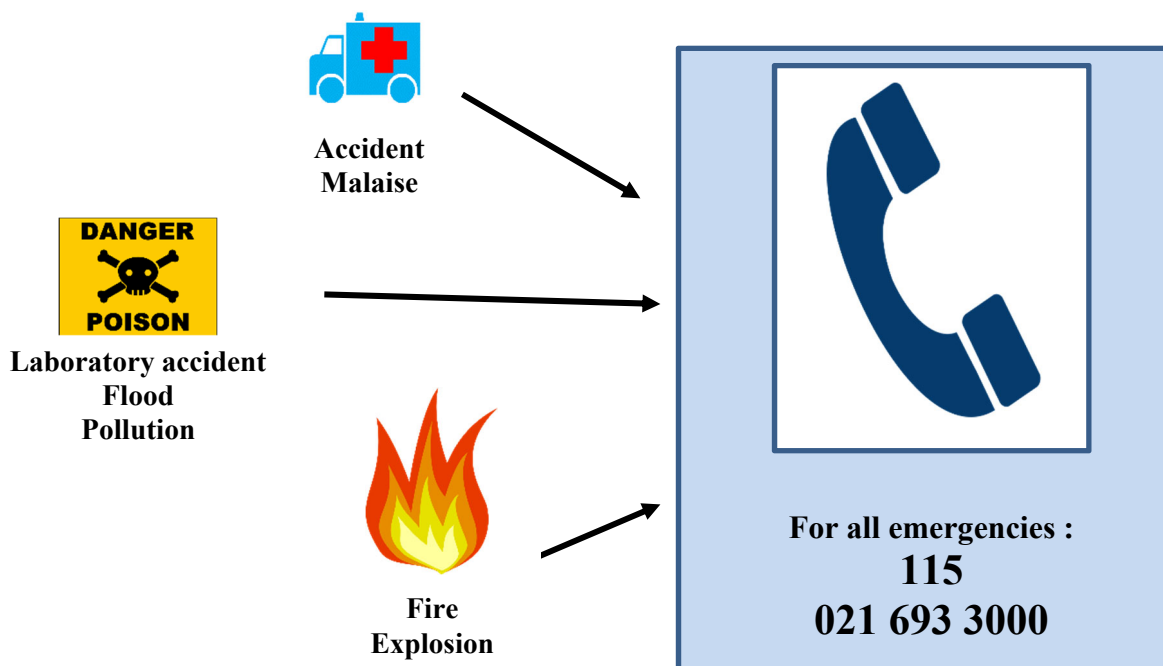 Accident
Malaise
DANGER
POISON
Laboratory accident
Flood
Pollution
Fire
Explosion
For all emergencies :
115
021 693 3000